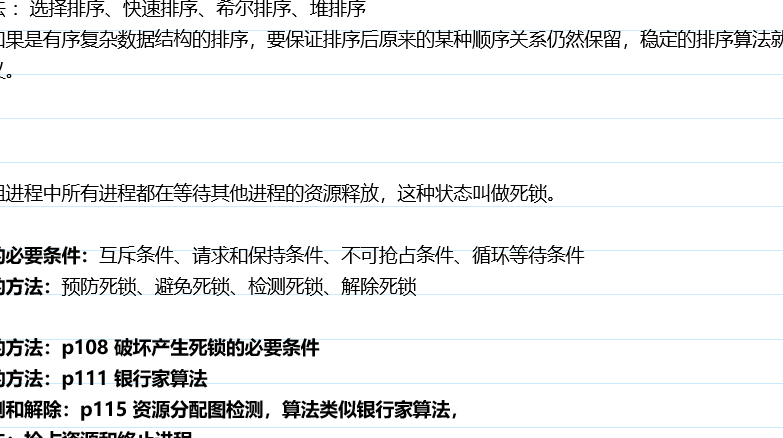 ：选择排序、快速排序、希尔排序、堆排序
如果是有序复杂数据结构的排序，要保证排序后原来的某种顺序关系仍然保留，稳定的排序算法就
。
组进程中所有进程都在等待其他进程的资源释放，这种状态叫做死锁。
的必要条件：互斥条件、请求和保持条件、不可抢占条件、循环等待条件
的方法：预防死锁、避免死锁、检测死锁、解除死锁
的方法：p108 破坏产生死锁的必要条件
的方法：p111 银行家算法
测和解除：p115 资源分配图检测，算法类似银行家算法，
：抢占资源和终止进程